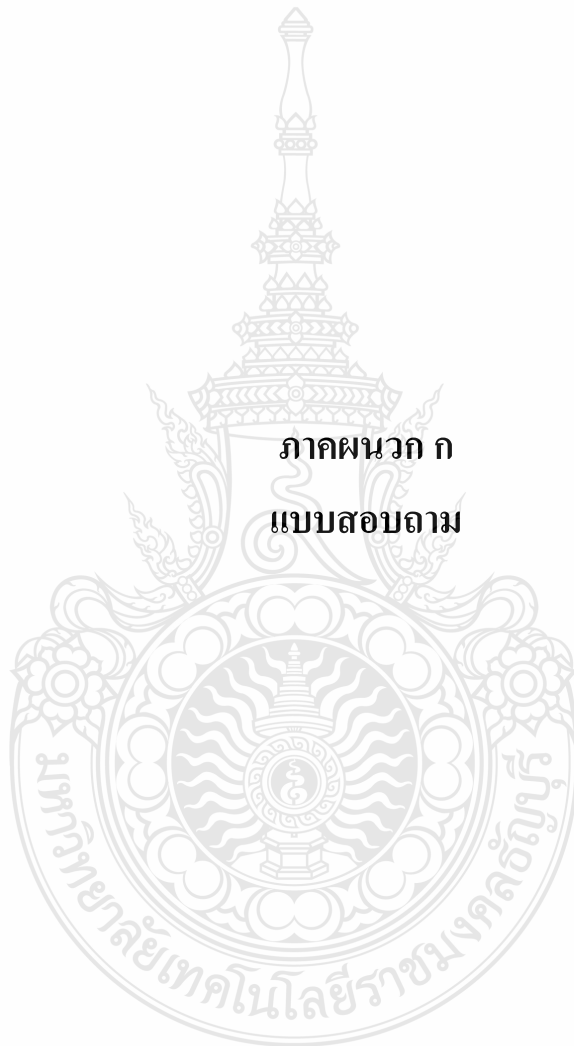 ภาคผนวก ก
แบบสอบถาม
มหาวิทยาลัยเทคโนโลยีราชมงคลธัญบุรี